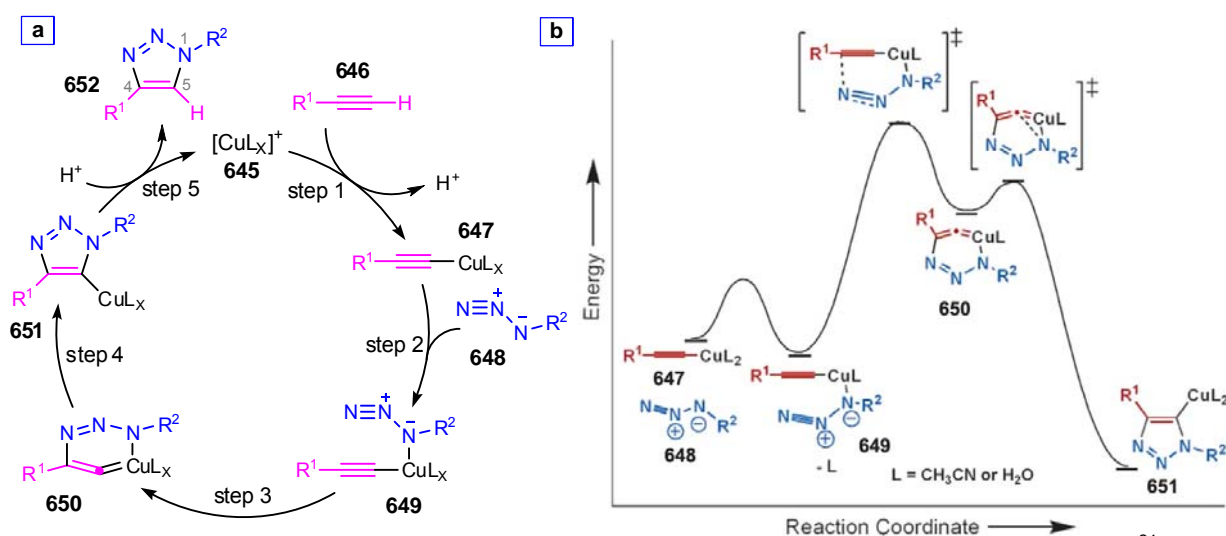 a
N
N
N
1
R²
652
4
5
R¹
H
646
R¹
H
[CuLX]⁺
645
H⁺
step 5
step 1
H⁺
N
N
N
R²
R¹
CuLX
651
647
R¹
CuLX
N≡N
+
N
−
R²
648
step 2
step 4
N
N
N
R²
R¹
CuLX
650
step 3
N≡N
+
N
−
R²
R¹
CuLX
649
b
Energy
R¹
CuL
N
N
N
R²
‡
R¹
CuL
N
N
N
R²
‡
R¹
CuL
N
N
N
R²
650
R¹
CuL₂
647
N
N
N
⊕
⊖
R²
648
R¹
CuL
L
N
R²
N
N
⊖
⊕
649
- L
L = CH₃CN or H₂O
R¹
CuL₂
N
N
N
R²
651
Reaction Coordinate